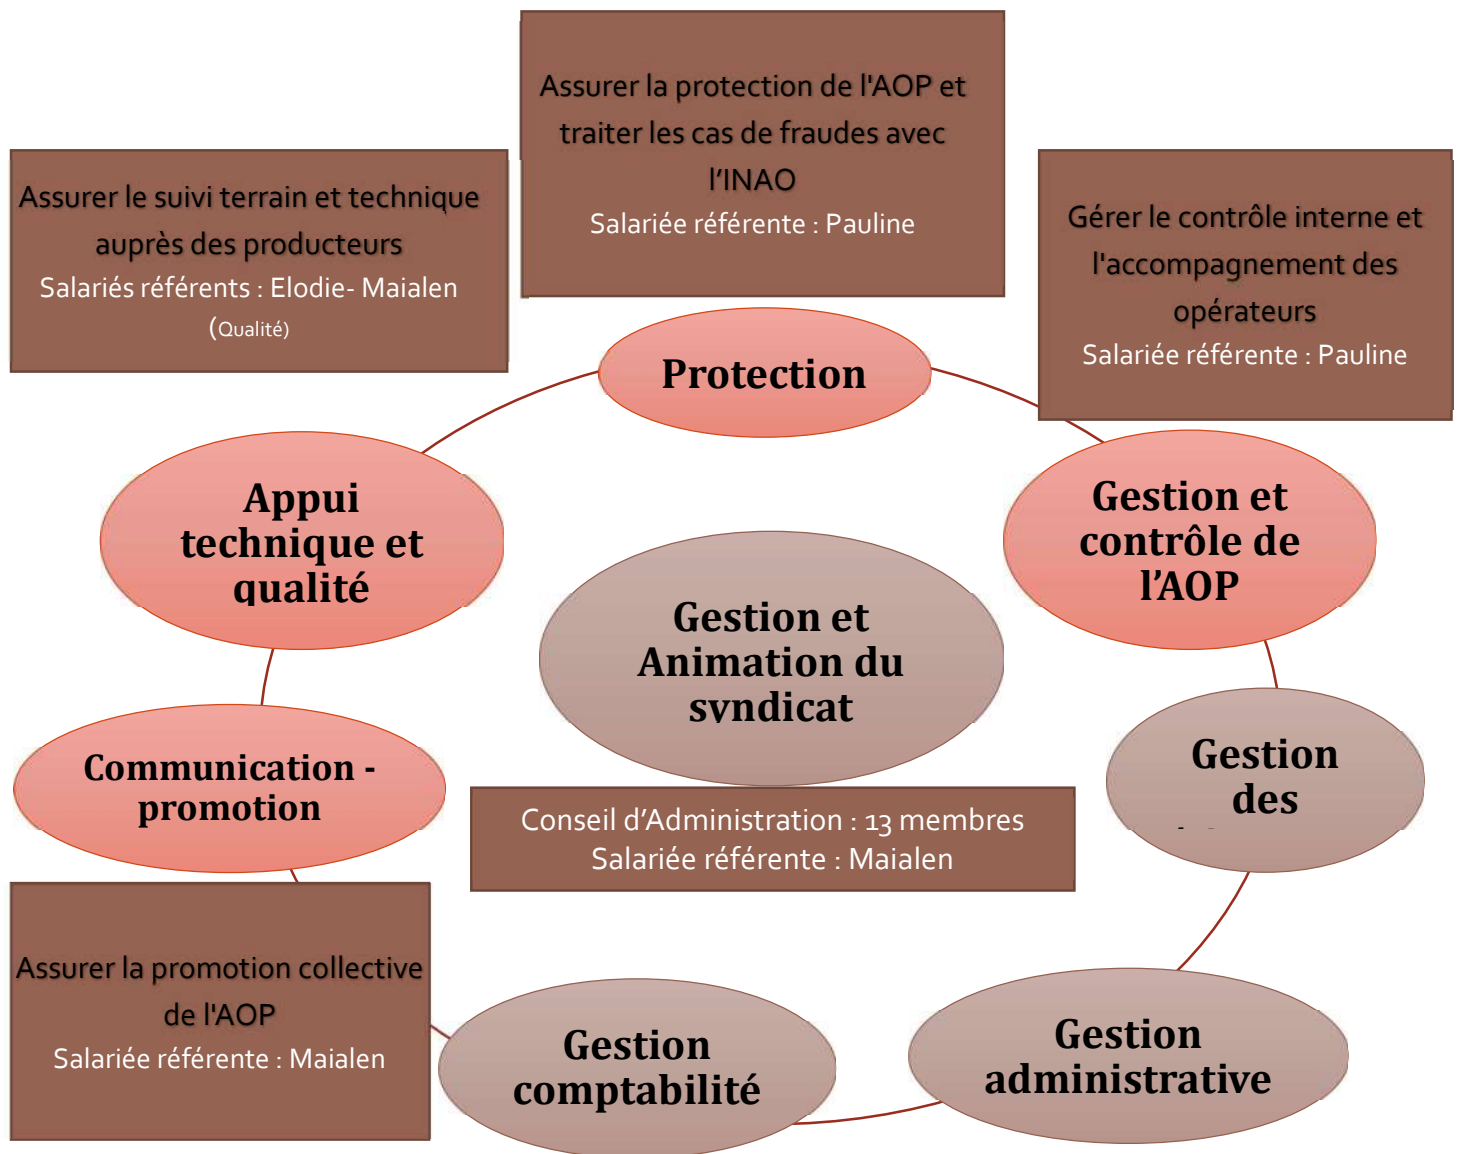 Assurer la protection de l'AOP et
traiter les cas de fraudes avec
l'INAO
Salariée référente : Pauline
Assurer le suivi terrain et technique
auprès des producteurs
Salariés référents : Elodie- Maialen
(Qualité)
Gérer le contrôle interne et
l'accompagnement des
opérateurs
Salariée référente : Pauline
Protection
Appui
technique et
qualité
Gestion et
contrôle de
l’AOP
Gestion et
Animation du
syndicat
Communication -
promotion
Gestion
des
Conseil d’Administration : 13 membres
Salariée référente : Maialen
Assurer la promotion collective
de l'AOP
Salariée référente : Maialen
Gestion
comptabilité
Gestion
administrative